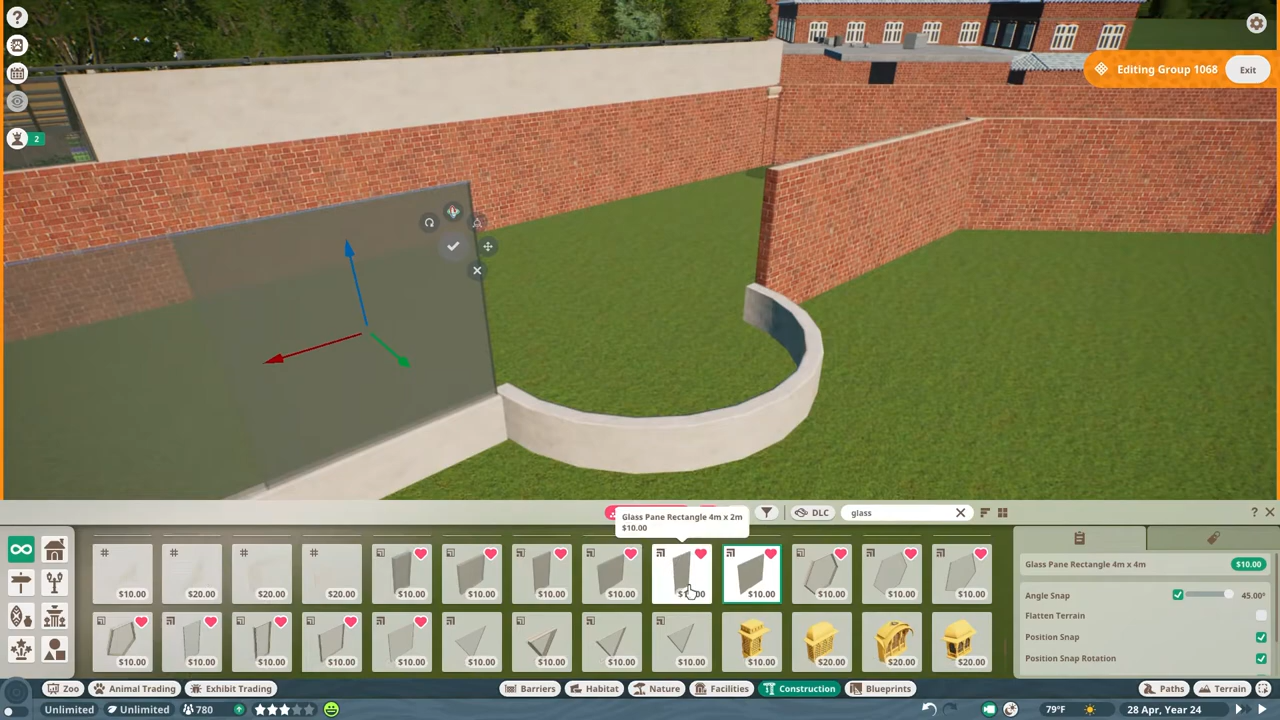 ?
Editing Group 1068
Exit
2
Glass Pane Rectangle 4m x 2m
$10.00
DLC
glass
?
$10.00 $20.00 $20.00 $20.00 $10.00 $10.00 $10.00 $10.00 $10.00 $10.00 $10.00 $10.00
Glass Pane Rectangle 4m x 4m $10.00
Angle Snap 45.00°
Flatten Terrain
Position Snap
Position Snap Rotation
$10.00 $10.00 $10.00 $10.00 $10.00 $10.00 $10.00 $10.00 $10.00 $10.00 $20.00 $20.00 $20.00
Zoo Animal Trading Exhibit Trading Barriers Habitat Nature Facilities Construction Blueprints Paths Terrain
Unlimited Unlimited 780 79°F 28 Apr, Year 24